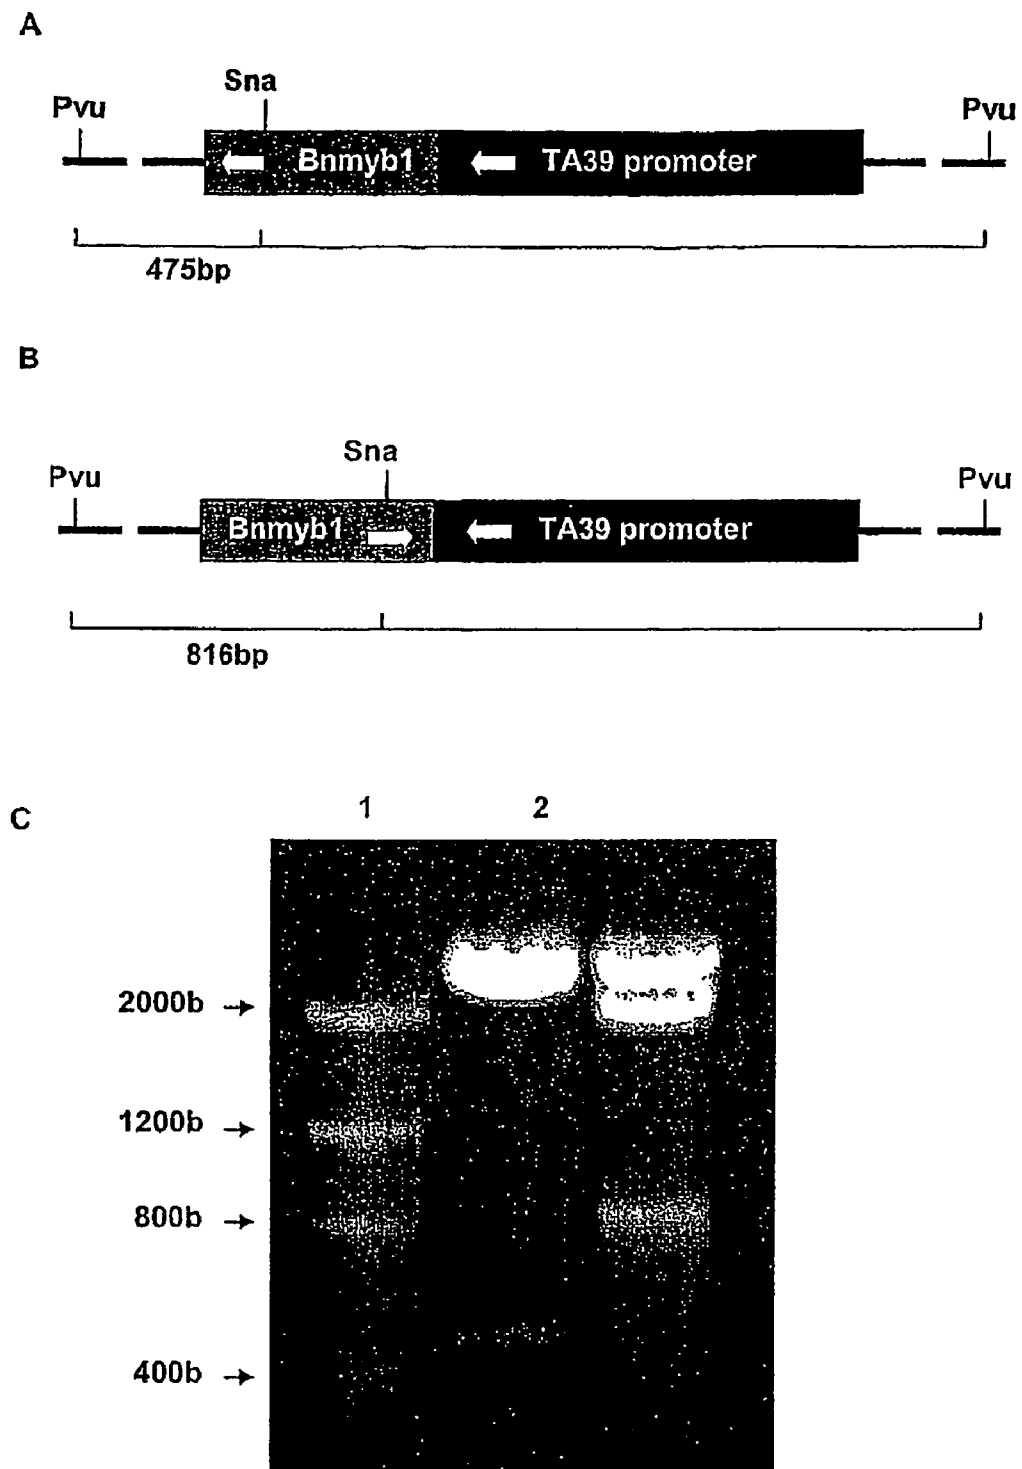 A
Sna
Pvu
Pvu
Bnmyb1
TA39 promoter
475bp
B
Sna
Pvu
Pvu
Bnmyb1
TA39 promoter
816bp
1
2
C
2000b
1200b
800b
400b